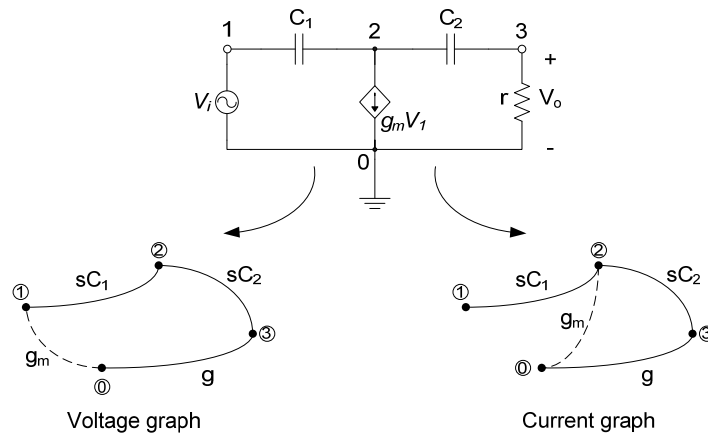 C₁ C₂
1 2 3
+
Vᵢ gₘV₁ r Vₒ
0 -
② ②
① sC₁ sC₂ ① sC₁ sC₂
gₘ ③ gₘ ③
⓪ g ⓪ g
Voltage graph Current graph